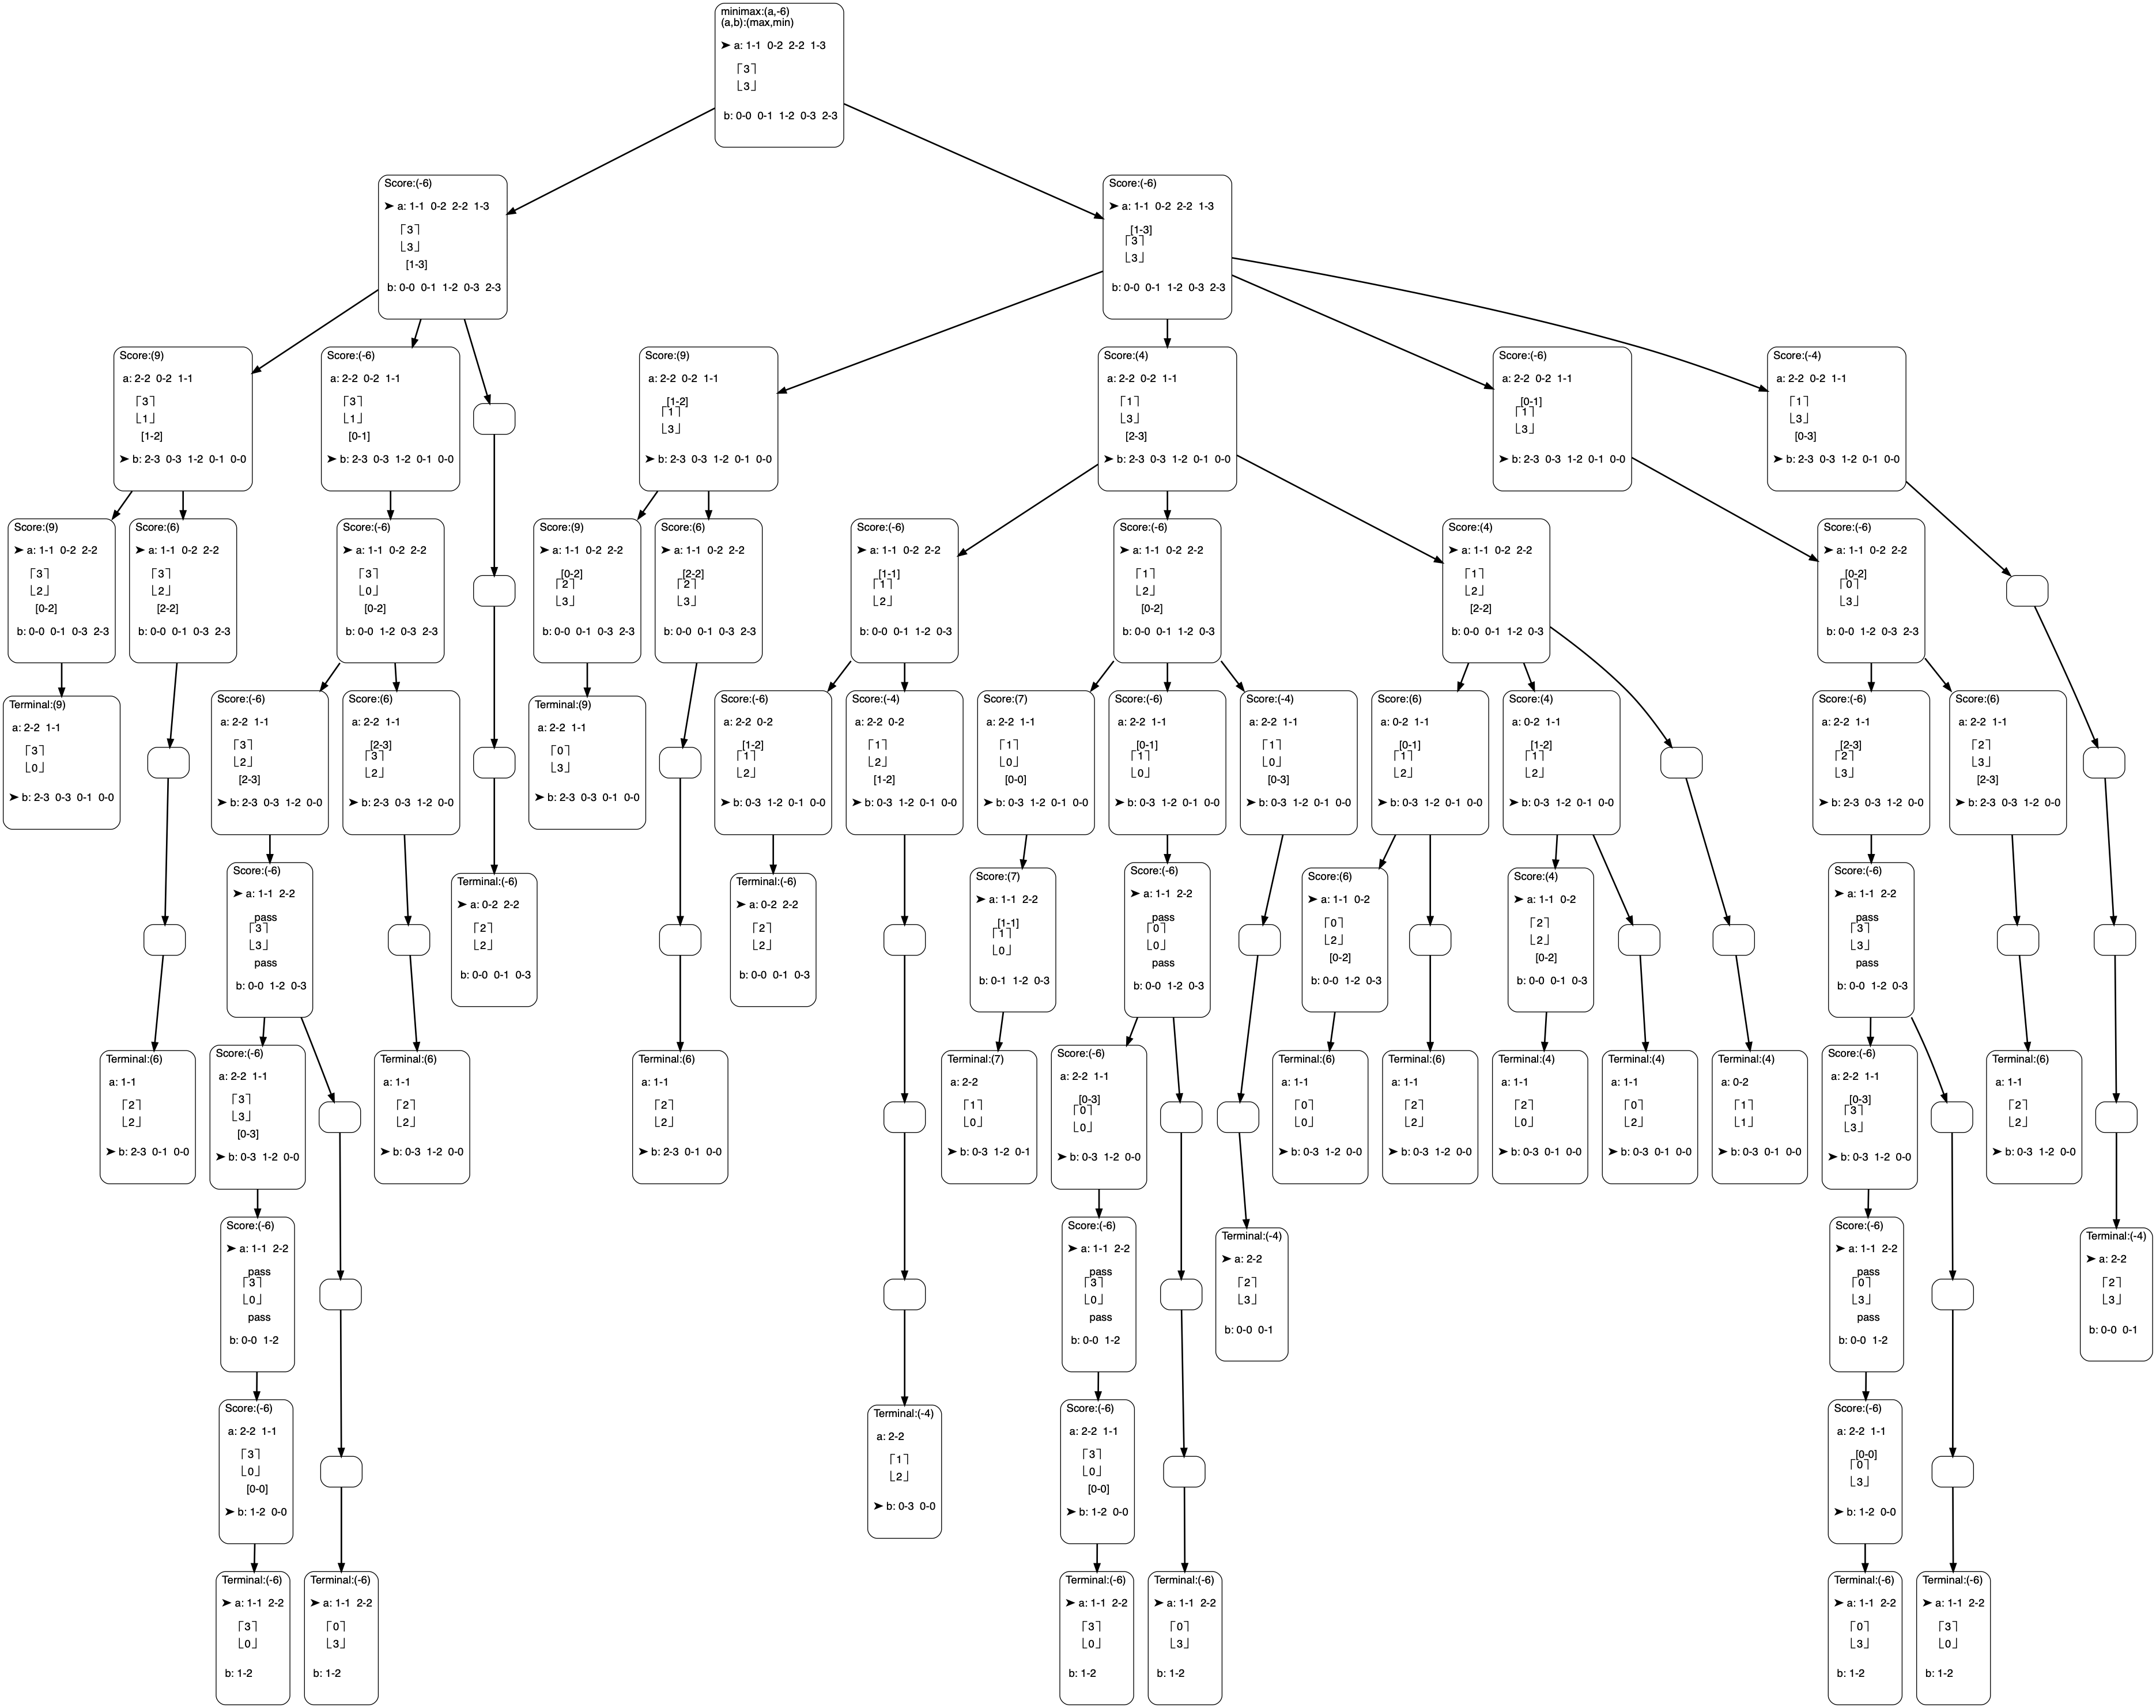 minimax:(a,-6)
(a,b):(max,min)
➤ a: 1-1 0-2 2-2 1-3
⌈3⌉
⌊3⌋
b: 0-0 0-1 1-2 0-3 2-3
Score:(-6)
➤ a: 1-1 0-2 2-2 1-3
⌈3⌉
⌊3⌋
[1-3]
b: 0-0 0-1 1-2 0-3 2-3
Score:(-6)
➤ a: 1-1 0-2 2-2 1-3
[1-3]
⌈3⌉
⌊3⌋
b: 0-0 0-1 1-2 0-3 2-3
Score:(9)
a: 2-2 0-2 1-1
⌈3⌉
⌊1⌋
[1-2]
➤ b: 2-3 0-3 1-2 0-1 0-0
Score:(-6)
a: 2-2 0-2 1-1
⌈3⌉
⌊1⌋
[0-1]
➤ b: 2-3 0-3 1-2 0-1 0-0
Score:(9)
a: 2-2 0-2 1-1
[1-2]
⌈1⌉
⌊3⌋
➤ b: 2-3 0-3 1-2 0-1 0-0
Score:(4)
a: 2-2 0-2 1-1
⌈1⌉
⌊3⌋
[2-3]
➤ b: 2-3 0-3 1-2 0-1 0-0
Score:(-6)
a: 2-2 0-2 1-1
[0-1]
⌈1⌉
⌊3⌋
➤ b: 2-3 0-3 1-2 0-1 0-0
Score:(-4)
a: 2-2 0-2 1-1
⌈1⌉
⌊3⌋
[0-3]
➤ b: 2-3 0-3 1-2 0-1 0-0
Score:(9)
➤ a: 1-1 0-2 2-2
⌈3⌉
⌊2⌋
[0-2]
b: 0-0 0-1 0-3 2-3
Score:(6)
➤ a: 1-1 0-2 2-2
⌈3⌉
⌊2⌋
[2-2]
b: 0-0 0-1 0-3 2-3
Score:(-6)
➤ a: 1-1 0-2 2-2
⌈3⌉
⌊0⌋
[0-2]
b: 0-0 1-2 0-3 2-3
Score:(9)
➤ a: 1-1 0-2 2-2
[0-2]
⌈2⌉
⌊3⌋
b: 0-0 0-1 0-3 2-3
Score:(6)
➤ a: 1-1 0-2 2-2
[2-2]
⌈2⌉
⌊3⌋
b: 0-0 0-1 0-3 2-3
Score:(-6)
➤ a: 1-1 0-2 2-2
[1-1]
⌈1⌉
⌊2⌋
b: 0-0 0-1 1-2 0-3
Score:(-6)
➤ a: 1-1 0-2 2-2
⌈1⌉
⌊2⌋
[0-2]
b: 0-0 0-1 1-2 0-3
Score:(4)
➤ a: 1-1 0-2 2-2
⌈1⌉
⌊2⌋
[2-2]
b: 0-0 0-1 1-2 0-3
Score:(-6)
➤ a: 1-1 0-2 2-2
[0-2]
⌈0⌉
⌊3⌋
b: 0-0 1-2 0-3 2-3
Terminal:(9)
a: 2-2 1-1
⌈3⌉
⌊0⌋
➤ b: 2-3 0-3 0-1 0-0
Score:(-6)
a: 2-2 1-1
⌈3⌉
⌊2⌋
[2-3]
➤ b: 2-3 0-3 1-2 0-0
Score:(6)
a: 2-2 1-1
[2-3]
⌈3⌉
⌊2⌋
➤ b: 2-3 0-3 1-2 0-0
Terminal:(9)
a: 2-2 1-1
⌈0⌉
⌊3⌋
➤ b: 2-3 0-3 0-1 0-0
Score:(-6)
a: 2-2 0-2
[1-2]
⌈1⌉
⌊2⌋
➤ b: 0-3 1-2 0-1 0-0
Score:(-4)
a: 2-2 0-2
⌈1⌉
⌊2⌋
[1-2]
➤ b: 0-3 1-2 0-1 0-0
Score:(7)
a: 2-2 1-1
⌈1⌉
⌊0⌋
[0-0]
➤ b: 0-3 1-2 0-1 0-0
Score:(-6)
a: 2-2 1-1
[0-1]
⌈1⌉
⌊0⌋
➤ b: 0-3 1-2 0-1 0-0
Score:(-4)
a: 2-2 1-1
⌈1⌉
⌊0⌋
[0-3]
➤ b: 0-3 1-2 0-1 0-0
Score:(6)
a: 0-2 1-1
[0-1]
⌈1⌉
⌊2⌋
➤ b: 0-3 1-2 0-1 0-0
Score:(4)
a: 0-2 1-1
[1-2]
⌈1⌉
⌊2⌋
➤ b: 0-3 1-2 0-1 0-0
Score:(-6)
a: 2-2 1-1
[2-3]
⌈2⌉
⌊3⌋
➤ b: 2-3 0-3 1-2 0-0
Score:(6)
a: 2-2 1-1
⌈2⌉
⌊3⌋
[2-3]
➤ b: 2-3 0-3 1-2 0-0
Score:(-6)
➤ a: 1-1 2-2
pass
⌈3⌉
⌊3⌋
pass
b: 0-0 1-2 0-3
Terminal:(-6)
➤ a: 0-2 2-2
⌈2⌉
⌊2⌋
b: 0-0 0-1 0-3
Terminal:(-6)
➤ a: 0-2 2-2
⌈2⌉
⌊2⌋
b: 0-0 0-1 0-3
Score:(7)
➤ a: 1-1 2-2
[1-1]
⌈1⌉
⌊0⌋
b: 0-1 1-2 0-3
Score:(-6)
➤ a: 1-1 2-2
pass
⌈0⌉
⌊0⌋
pass
b: 0-0 1-2 0-3
Score:(6)
➤ a: 1-1 0-2
⌈0⌉
⌊2⌋
[0-2]
b: 0-0 1-2 0-3
Score:(4)
➤ a: 1-1 0-2
⌈2⌉
⌊2⌋
[0-2]
b: 0-0 0-1 0-3
Score:(-6)
➤ a: 1-1 2-2
pass
⌈3⌉
⌊3⌋
pass
b: 0-0 1-2 0-3
Terminal:(6)
a: 1-1
⌈2⌉
⌊2⌋
➤ b: 2-3 0-1 0-0
Score:(-6)
a: 2-2 1-1
⌈3⌉
⌊3⌋
[0-3]
➤ b: 0-3 1-2 0-0
Terminal:(6)
a: 1-1
⌈2⌉
⌊2⌋
➤ b: 0-3 1-2 0-0
Terminal:(6)
a: 1-1
⌈2⌉
⌊2⌋
➤ b: 2-3 0-1 0-0
Terminal:(7)
a: 2-2
⌈1⌉
⌊0⌋
➤ b: 0-3 1-2 0-1
Score:(-6)
a: 2-2 1-1
[0-3]
⌈0⌉
⌊0⌋
➤ b: 0-3 1-2 0-0
Terminal:(6)
a: 1-1
⌈0⌉
⌊0⌋
➤ b: 0-3 1-2 0-0
Terminal:(6)
a: 1-1
⌈2⌉
⌊2⌋
➤ b: 0-3 1-2 0-0
Terminal:(4)
a: 1-1
⌈2⌉
⌊0⌋
➤ b: 0-3 0-1 0-0
Terminal:(4)
a: 1-1
⌈0⌉
⌊2⌋
➤ b: 0-3 0-1 0-0
Terminal:(4)
a: 0-2
⌈1⌉
⌊1⌋
➤ b: 0-3 0-1 0-0
Score:(-6)
a: 2-2 1-1
[0-3]
⌈3⌉
⌊3⌋
➤ b: 0-3 1-2 0-0
Terminal:(6)
a: 1-1
⌈2⌉
⌊2⌋
➤ b: 0-3 1-2 0-0
Score:(-6)
➤ a: 1-1 2-2
pass
⌈3⌉
⌊0⌋
pass
b: 0-0 1-2
Score:(-6)
➤ a: 1-1 2-2
pass
⌈3⌉
⌊0⌋
pass
b: 0-0 1-2
Terminal:(-4)
➤ a: 2-2
⌈2⌉
⌊3⌋
b: 0-0 0-1
Score:(-6)
➤ a: 1-1 2-2
pass
⌈0⌉
⌊3⌋
pass
b: 0-0 1-2
Terminal:(-4)
➤ a: 2-2
⌈2⌉
⌊3⌋
b: 0-0 0-1
Score:(-6)
a: 2-2 1-1
⌈3⌉
⌊0⌋
[0-0]
➤ b: 1-2 0-0
Terminal:(-4)
a: 2-2
⌈1⌉
⌊2⌋
➤ b: 0-3 0-0
Score:(-6)
a: 2-2 1-1
⌈3⌉
⌊0⌋
[0-0]
➤ b: 1-2 0-0
Score:(-6)
a: 2-2 1-1
[0-0]
⌈0⌉
⌊3⌋
➤ b: 1-2 0-0
Terminal:(-6)
➤ a: 1-1 2-2
⌈3⌉
⌊0⌋
b: 1-2
Terminal:(-6)
➤ a: 1-1 2-2
⌈0⌉
⌊3⌋
b: 1-2
Terminal:(-6)
➤ a: 1-1 2-2
⌈3⌉
⌊0⌋
b: 1-2
Terminal:(-6)
➤ a: 1-1 2-2
⌈0⌉
⌊3⌋
b: 1-2
Terminal:(-6)
➤ a: 1-1 2-2
⌈0⌉
⌊3⌋
b: 1-2
Terminal:(-6)
➤ a: 1-1 2-2
⌈3⌉
⌊0⌋
b: 1-2